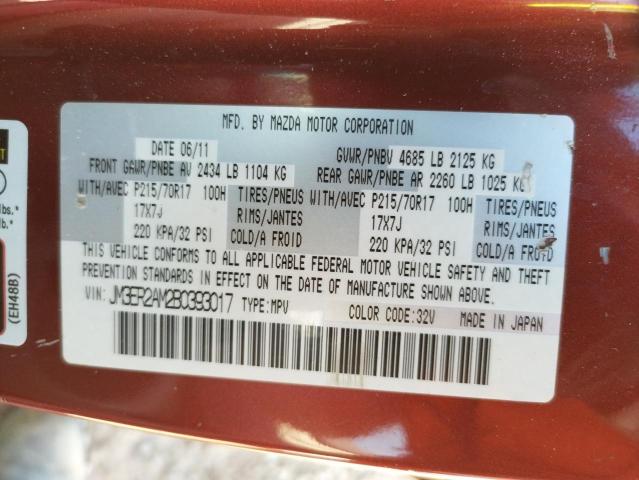 MFD. BY MAZDA MOTOR CORPORATION
DATE 06/11 GVWR/PNBV 4685 LB 2125 KG
FRONT GAWR/PNBE AV 2434 LB 1104 KG REAR GAWR/PNBE AR 2260 LB 1025 KG
WITH/AVEC P215/70R17 100H TIRES/PNEUS WITH/AVEC P215/70R17 100H TIRES/PNEUS
17X7J RIMS/JANTES 17X7J RIMS/JANTES
220 KPA/32 PSI COLD/A FROID 220 KPA/32 PSI COLD/A FROID
THIS VEHICLE CONFORMS TO ALL APPLICABLE FEDERAL MOTOR VEHICLE SAFETY AND THEFT
PREVENTION STANDARDS IN EFFECT ON THE DATE OF MANUFACTURE SHOWN ABOVE.
VIN: JM3ER2AM2B0393017 TYPE:MPV COLOR CODE:32V MADE IN JAPAN
lbs.*
(EH48B)